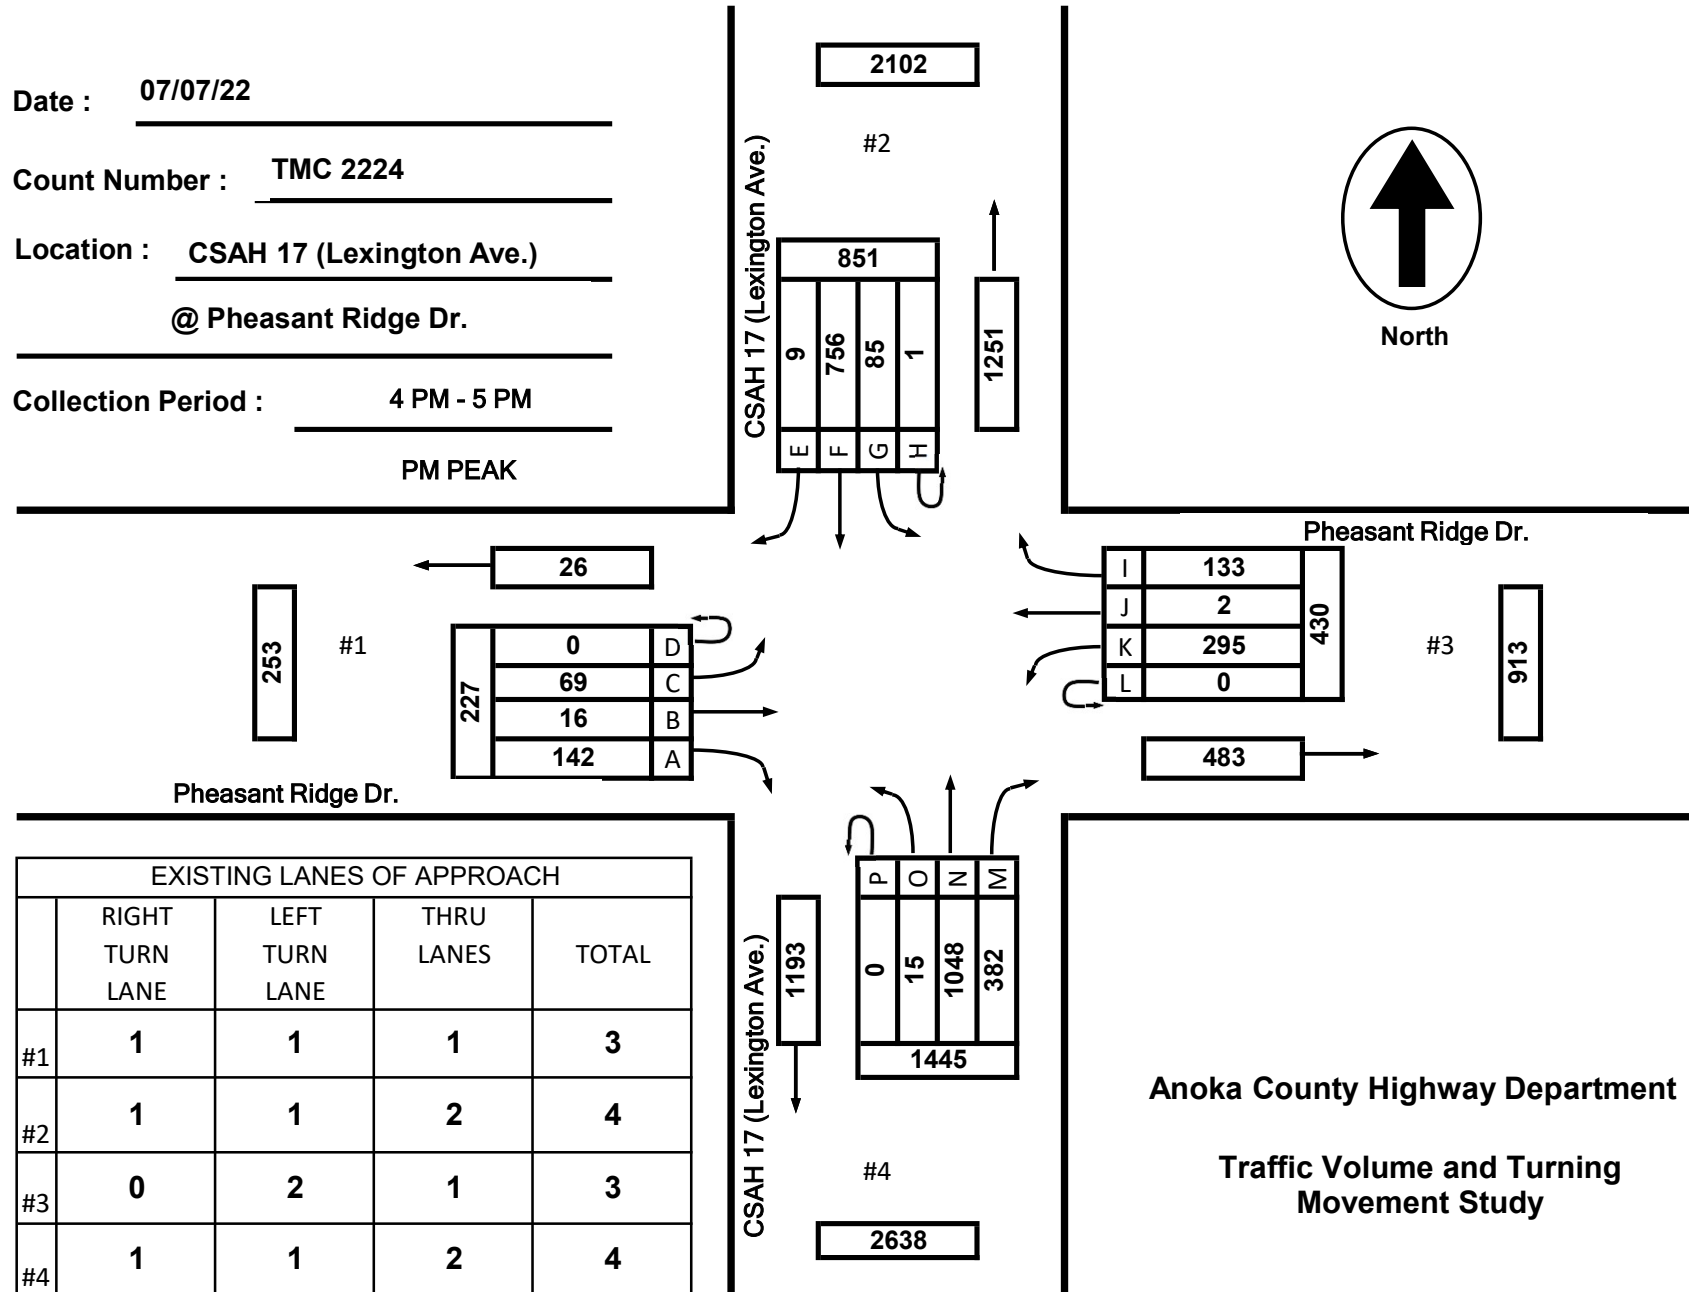 Date : 07/07/22
Count Number : TMC 2224
Location : CSAH 17 (Lexington Ave.)
@ Pheasant Ridge Dr.
Collection Period : 4 PM - 5 PM
PM PEAK
2102
#2
CSAH 17 (Lexington Ave.)
851
9 756 85 1
E F G H
1251
North
Pheasant Ridge Dr.
26
253
#1
227
0 D
69 C
16 B
142 A
Pheasant Ridge Dr.
I 133
J 2
K 295
L 0
430
#3
913
483
P O N M
0 15 1048 382
1445
1193
CSAH 17 (Lexington Ave.)
#4
2638
EXISTING LANES OF APPROACH
RIGHT LEFT THRU
TURN TURN LANES TOTAL
LANE LANE
#1 1 1 1 3
#2 1 1 2 4
#3 0 2 1 3
#4 1 1 2 4
Anoka County Highway Department
Traffic Volume and Turning
Movement Study